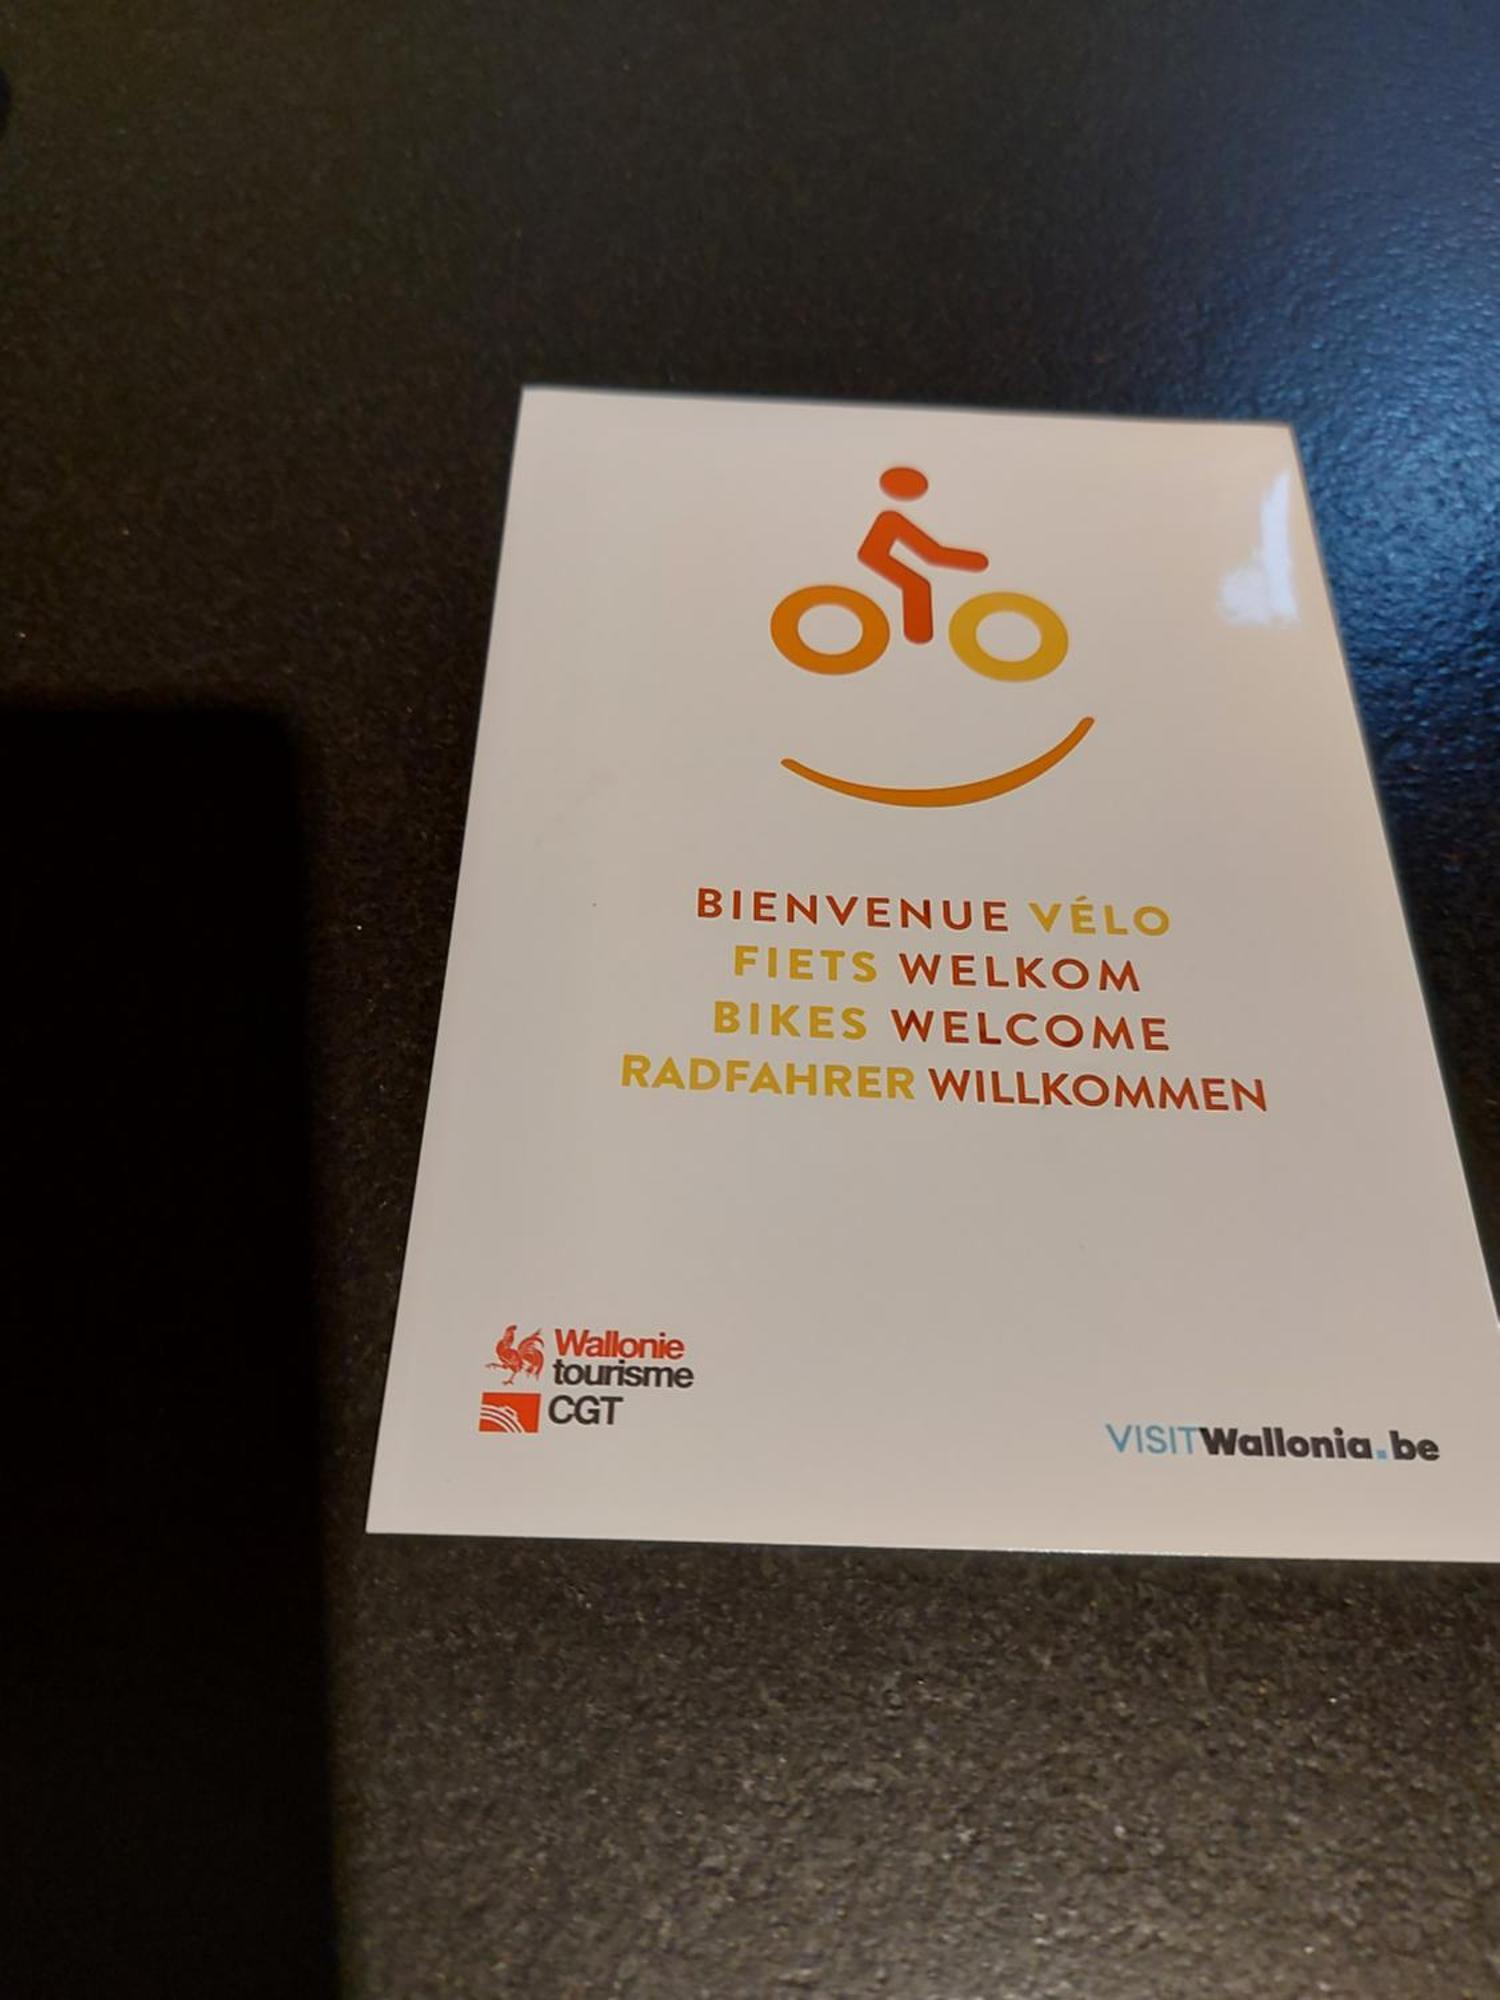 BIENVENUE VÉLO
FIETS WELKOM
BIKES WELCOME
RADFAHRER WILLKOMMEN
Wallonie
tourisme
CGT
VISITWallonia.be